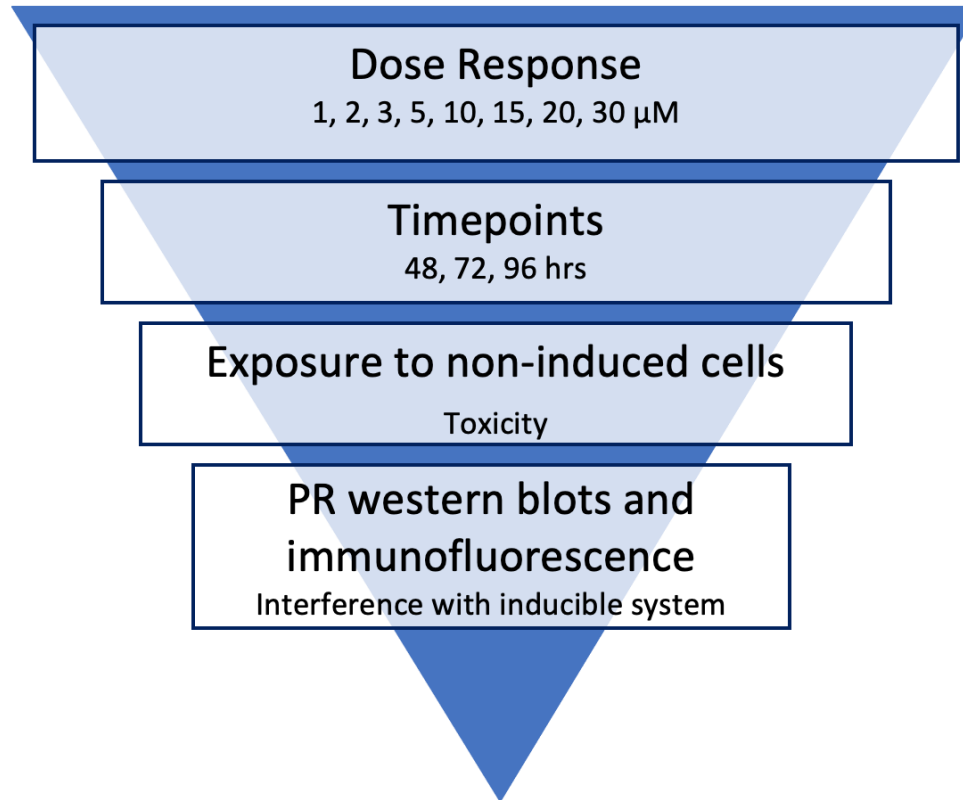 Dose Response
1, 2, 3, 5, 10, 15, 20, 30 µM
Timepoints
48, 72, 96 hrs
Exposure to non-induced cells
Toxicity
PR western blots and
immunofluorescence
Interference with inducible system